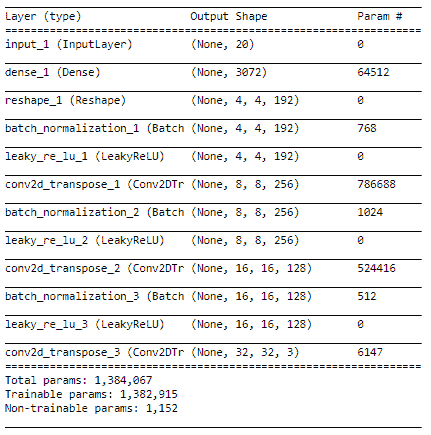 Layer (type) Output Shape Param #
input_1 (InputLayer) (None, 20) 0
dense_1 (Dense) (None, 3072) 64512
reshape_1 (Reshape) (None, 4, 4, 192) 0
batch_normalization_1 (Batch (None, 4, 4, 192) 768
leaky_re_lu_1 (LeakyReLU) (None, 4, 4, 192) 0
conv2d_transpose_1 (Conv2DTr (None, 8, 8, 256) 786688
batch_normalization_2 (Batch (None, 8, 8, 256) 1024
leaky_re_lu_2 (LeakyReLU) (None, 8, 8, 256) 0
conv2d_transpose_2 (Conv2DTr (None, 16, 16, 128) 524416
batch_normalization_3 (Batch (None, 16, 16, 128) 512
leaky_re_lu_3 (LeakyReLU) (None, 16, 16, 128) 0
conv2d_transpose_3 (Conv2DTr (None, 32, 32, 3) 6147
Total params: 1,384,067
Trainable params: 1,382,915
Non-trainable params: 1,152